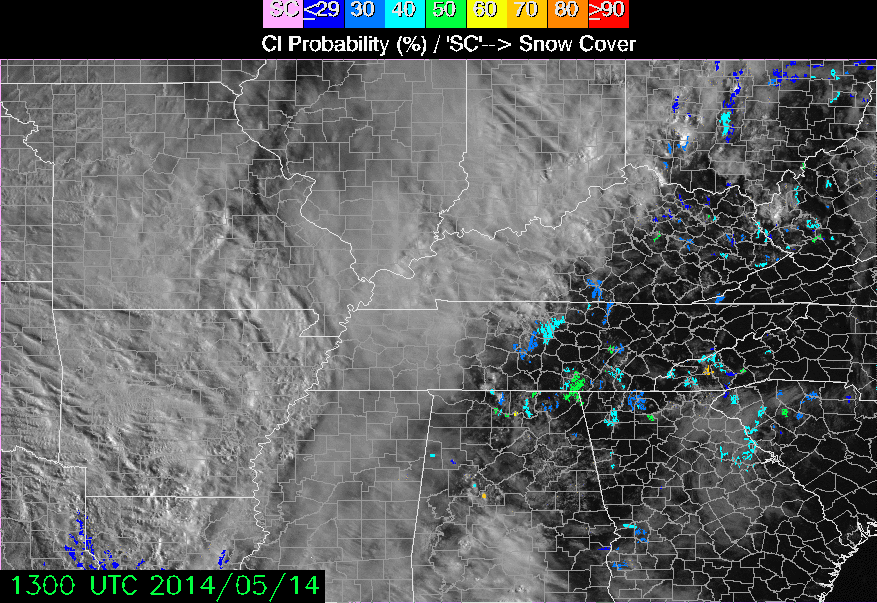 SC ≤29 30 40 50 60 70 80 ≥90
CI Probability (%) / 'SC'--> Snow Cover
1300 UTC 2014/05/14